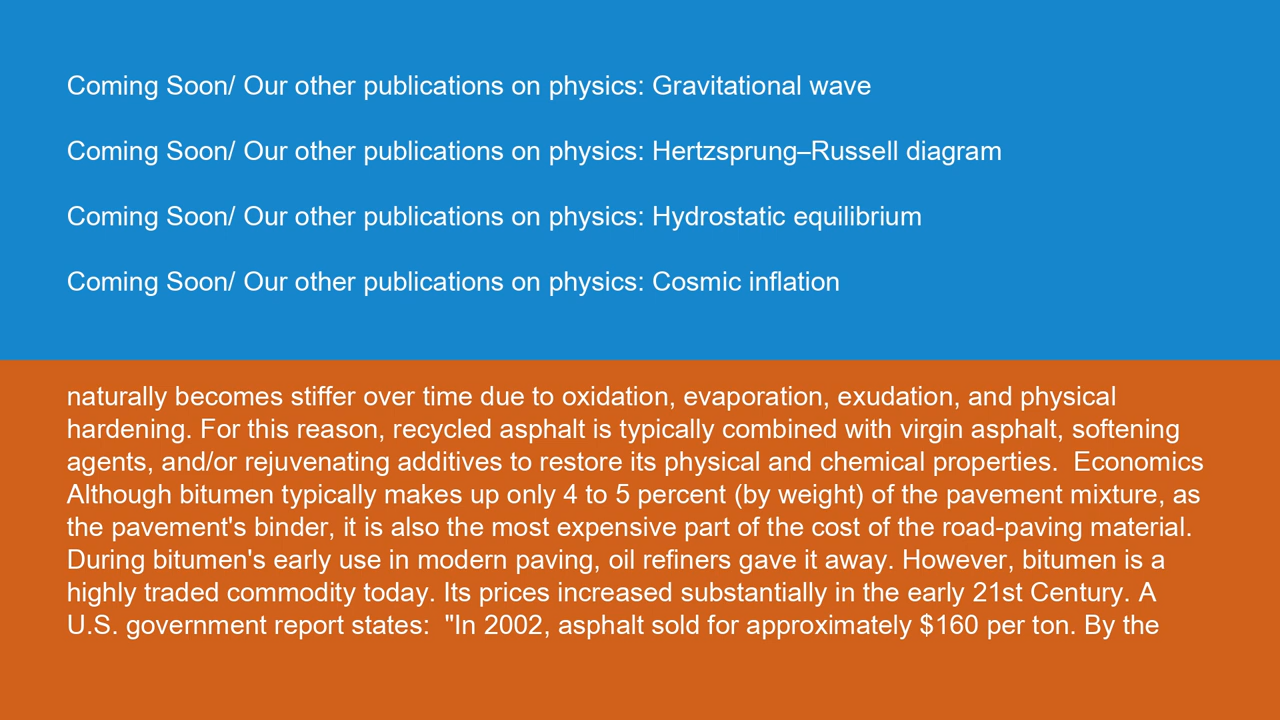 Coming Soon/ Our other publications on physics: Gravitational wave
Coming Soon/ Our other publications on physics: Hertzsprung–Russell diagram
Coming Soon/ Our other publications on physics: Hydrostatic equilibrium
Coming Soon/ Our other publications on physics: Cosmic inflation
naturally becomes stiffer over time due to oxidation, evaporation, exudation, and physical
hardening. For this reason, recycled asphalt is typically combined with virgin asphalt, softening
agents, and/or rejuvenating additives to restore its physical and chemical properties.  Economics
Although bitumen typically makes up only 4 to 5 percent (by weight) of the pavement mixture, as
the pavement's binder, it is also the most expensive part of the cost of the road-paving material.
During bitumen's early use in modern paving, oil refiners gave it away. However, bitumen is a
highly traded commodity today. Its prices increased substantially in the early 21st Century. A
U.S. government report states:  "In 2002, asphalt sold for approximately $160 per ton. By the